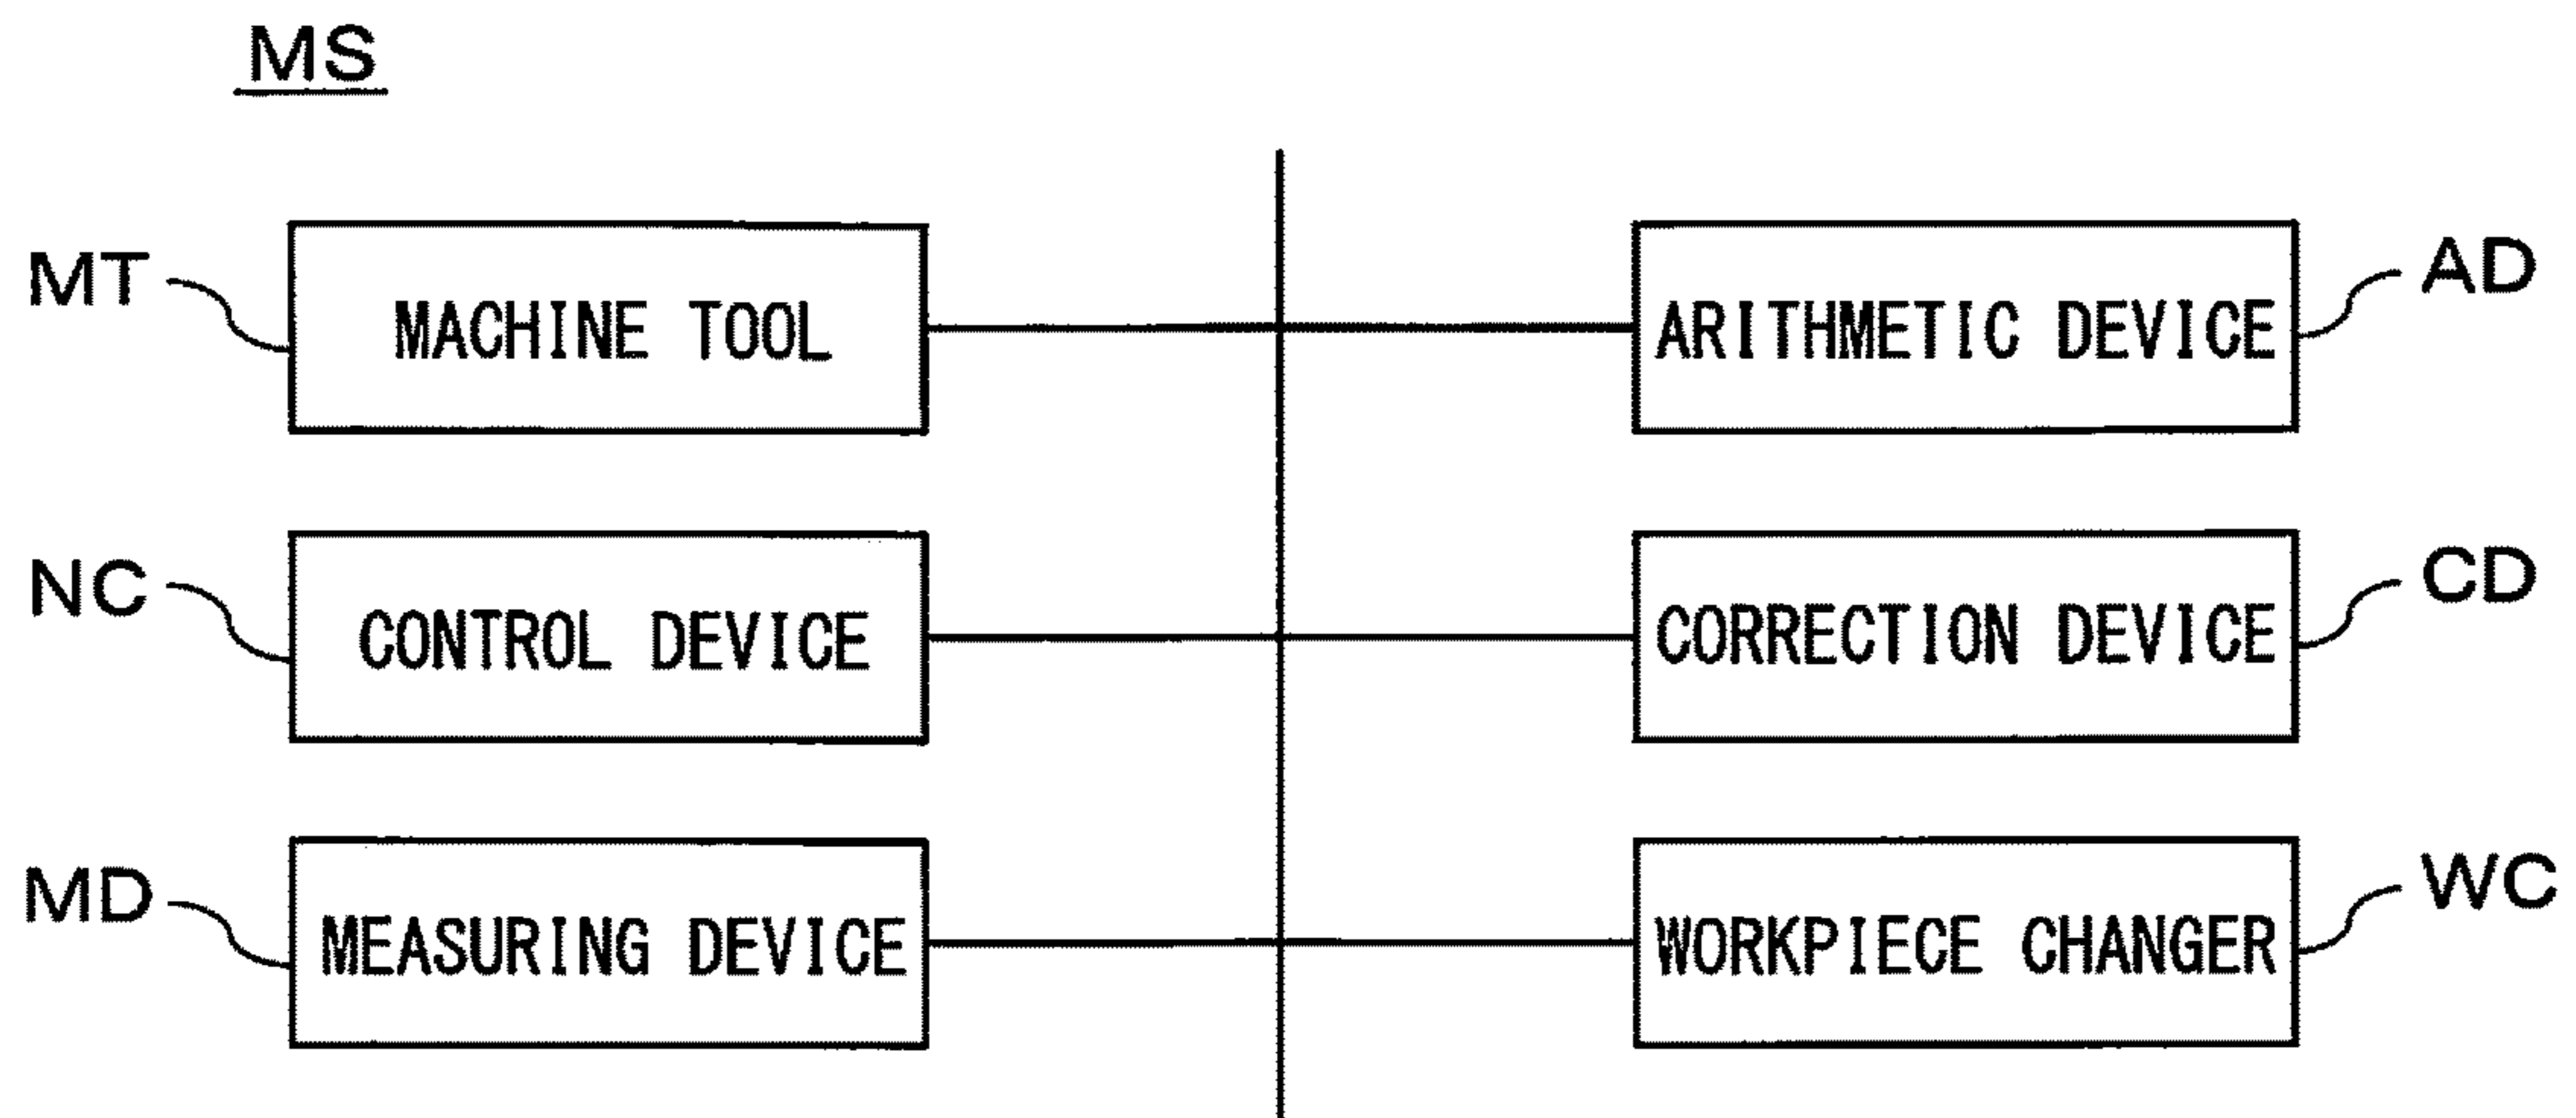 MS
MT
MACHINE TOOL
ARITHMETIC DEVICE
AD
NC
CONTROL DEVICE
CORRECTION DEVICE
CD
MD
MEASURING DEVICE
WORKPIECE CHANGER
WC